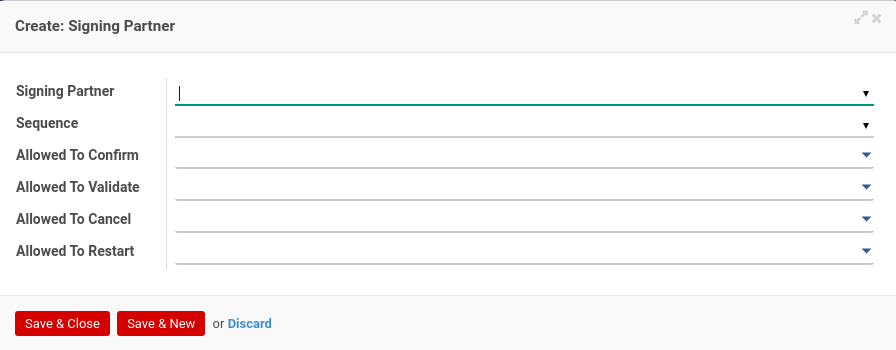 Create: Signing Partner
Signing Partner
Sequence
Allowed To Confirm
Allowed To Validate
Allowed To Cancel
Allowed To Restart
Save & Close Save & New or Discard